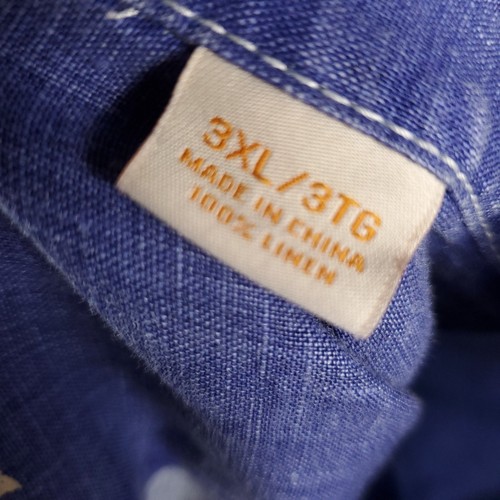 3XL/3TG
MADE IN CHINA
100% LINEN